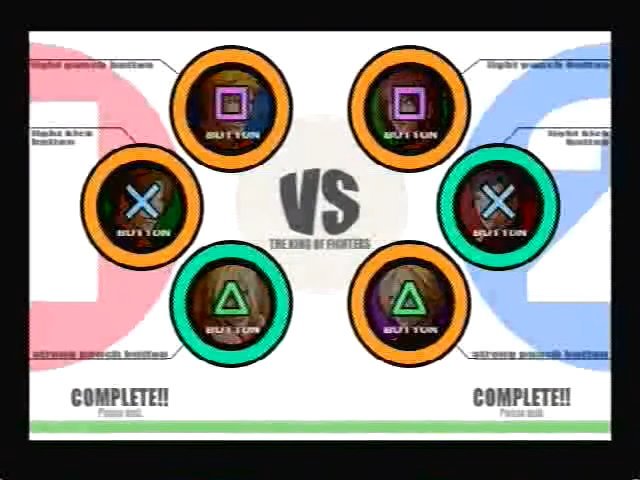 light punch button
light punch button
BUTTON
BUTTON
light kick
button
light kick
button
VS
BUTTON
BUTTON
THE KING OF FIGHTERS
BUTTON
BUTTON
strong punch button
strong punch button
COMPLETE!!
COMPLETE!!
Please wait.
Please wait.